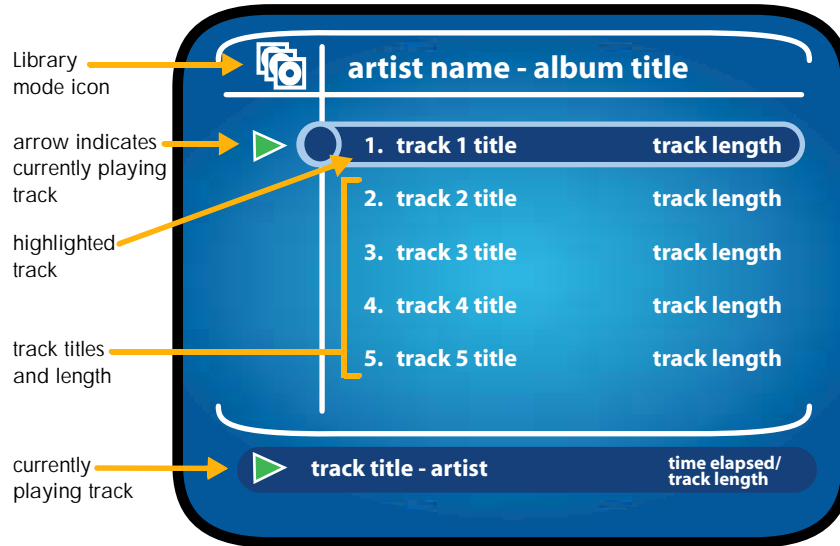 Library
mode icon
artist name - album title
arrow indicates
currently playing
track
1. track 1 title track length
2. track 2 title track length
highlighted
track
3. track 3 title track length
4. track 4 title track length
track titles
and length
5. track 5 title track length
currently
playing track
track title - artist
time elapsed/
track length